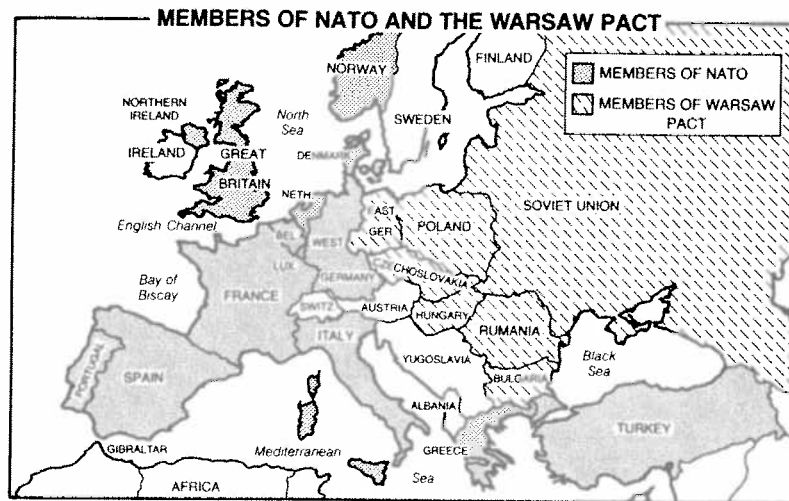 MEMBERS OF NATO AND THE WARSAW PACT
MEMBERS OF NATO
MEMBERS OF WARSAW
PACT
NORWAY
FINLAND
SWEDEN
NORTHERN
IRELAND
North
Sea
IRELAND
GREAT
BRITAIN
DENMARK
NETH
English Channel
SOVIET UNION
EAST
GER
POLAND
BEL
WEST
GERMANY
LUX
CZECHOSLOVAKIA
Bay of
Biscay
FRANCE
SWITZ
AUSTRIA
HUNGARY
RUMANIA
ITALY
YUGOSLAVIA
Black
Sea
BULGARIA
PORTUGAL
SPAIN
ALBANIA
TURKEY
GIBRALTAR
Mediterranean
Sea
GREECE
AFRICA